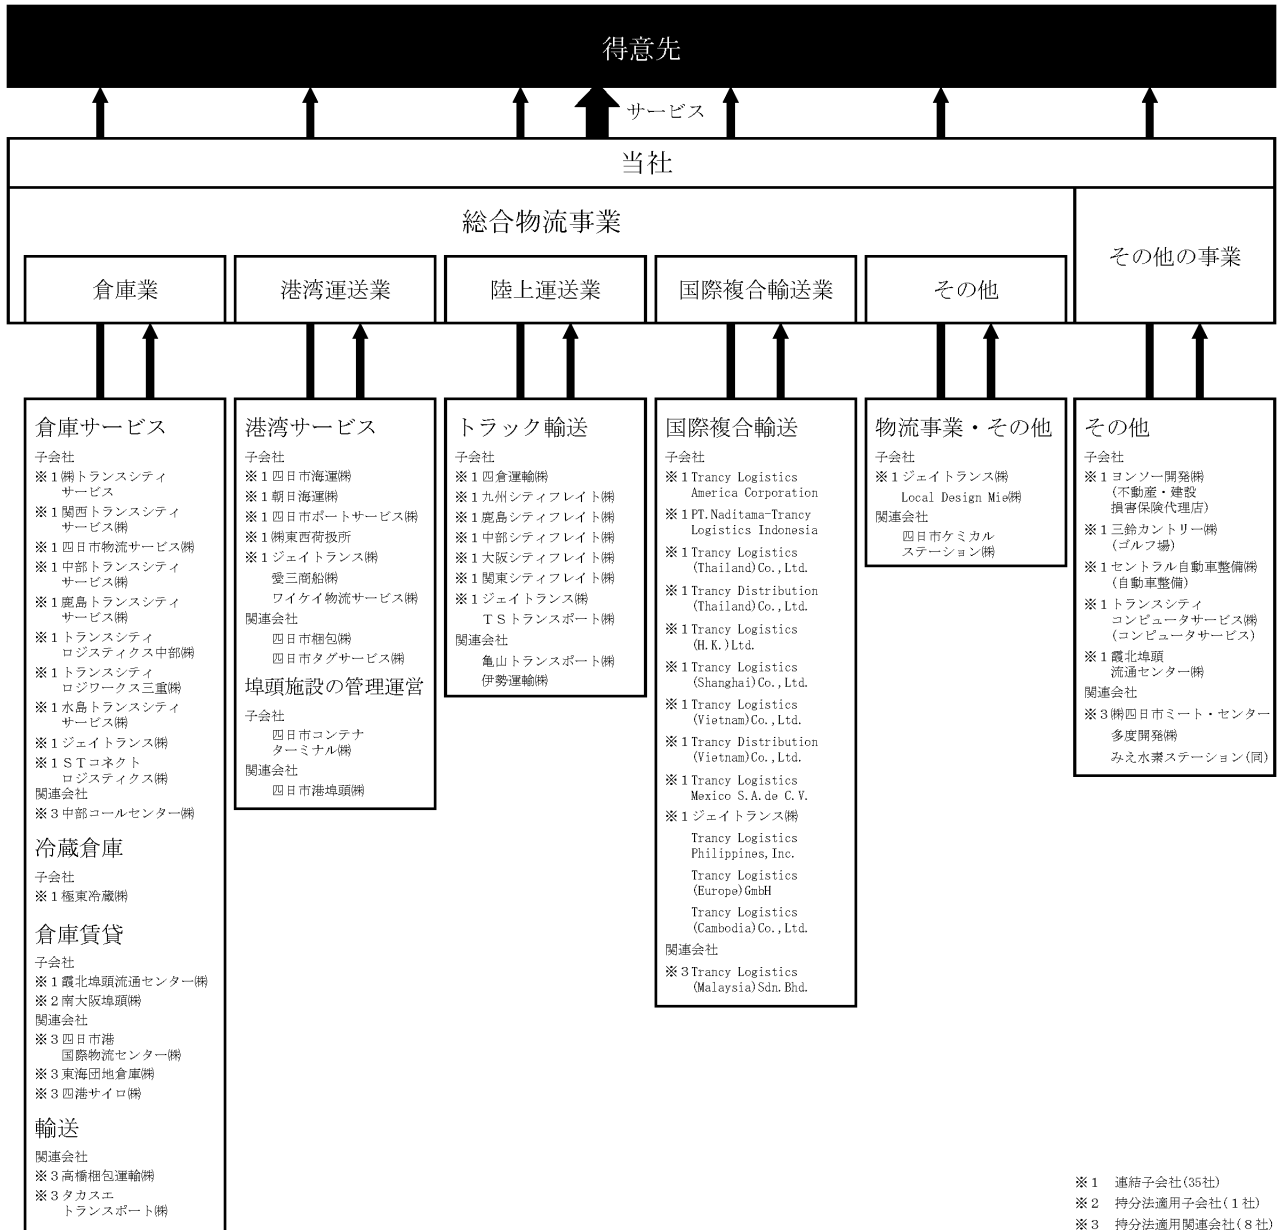 得意先
サービス
当社
総合物流事業
その他の事業
倉庫業
港湾運送業
陸上運送業
国際複合輸送業
その他
倉庫サービス
子会社
※1㈱トランスシティ
サービス
※1関西トランスシティ
サービス㈱
※1四日市物流サービス㈱
※1中部トランスシティ
サービス㈱
※1鹿島トランスシティ
サービス㈱
※1トランスシティ
ロジスティクス中部㈱
※1トランスシティ
ロジワークス三重㈱
※1水島トランスシティ
サービス㈱
※1ジェイトランス㈱
※1STコネクト
ロジスティクス㈱
関連会社
※3中部コールセンター㈱
冷蔵倉庫
子会社
※1極東冷蔵㈱
倉庫賃貸
子会社
※1霞北埠頭流通センター㈱
※2南大阪埠頭㈱
関連会社
※3四日市港
国際物流センター㈱
※3東海団地倉庫㈱
※3四港サイロ㈱
輸送
関連会社
※3高橋梱包運輸㈱
※3タカスエ
トランスポート㈱
港湾サービス
子会社
※1四日市海運㈱
※1朝日海運㈱
※1四日市ポートサービス㈱
※1㈱東西荷扱所
※1ジェイトランス㈱
愛三商船㈱
ワイケイ物流サービス㈱
関連会社
四日市梱包㈱
四日市タグサービス㈱
埠頭施設の管理運営
子会社
四日市コンテナ
ターミナル㈱
関連会社
四日市港埠頭㈱
トラック輸送
子会社
※1四倉運輸㈱
※1九州シティフレイト㈱
※1鹿島シティフレイト㈱
※1中部シティフレイト㈱
※1大阪シティフレイト㈱
※1関東シティフレイト㈱
※1ジェイトランス㈱
TSトランスポート㈱
関連会社
亀山トランスポート㈱
伊勢運輸㈱
国際複合輸送
子会社
※1Trancy Logistics
America Corporation
※1PT.Naditama-Trancy
Logistics Indonesia
※1Trancy Logistics
(Thailand)Co.,Ltd.
※1Trancy Distribution
(Thailand)Co.,Ltd.
※1Trancy Logistics
(H.K.)Ltd.
※1Trancy Logistics
(Shanghai)Co.,Ltd.
※1Trancy Logistics
(Vietnam)Co.,Ltd.
※1Trancy Distribution
(Vietnam)Co.,Ltd.
※1Trancy Logistics
Mexico S.A.de C.V.
※1ジェイトランス㈱
Trancy Logistics
Philippines,Inc.
Trancy Logistics
(Europe)GmbH
Trancy Logistics
(Cambodia)Co.,Ltd.
関連会社
※3Trancy Logistics
(Malaysia)Sdn.Bhd.
物流事業・その他
子会社
※1ジェイトランス㈱
Local Design Mie㈱
関連会社
四日市ケミカル
ステーション㈱
その他
子会社
※1ヨンソー開発㈱
(不動産・建設
損害保険代理店)
※1三鈴カントリー㈱
(ゴルフ場)
※1セントラル自動車整備㈱
(自動車整備)
※1トランスシティ
コンピュータサービス㈱
(コンピュータサービス)
※1霞北埠頭
流通センター㈱
関連会社
※3㈱四日市ミート・センター
多度開発㈱
みえ水素ステーション(同)
※1 連結子会社(35社)
※2 持分法適用子会社(1社)
※3 持分法適用関連会社(8社)